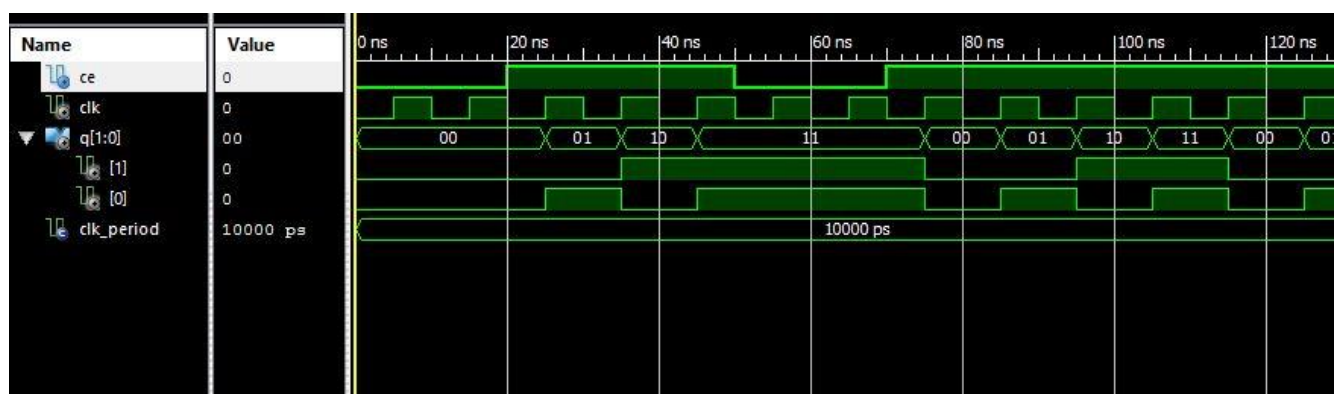 Name Value 0 ns 20 ns 40 ns 60 ns 80 ns 100 ns 120 ns
ce 0
clk 0
q[1:0] 00 00 01 10 11 00 01 10 11 00 01
[1] 0
[0] 0
clk_period 10000 ps 10000 ps